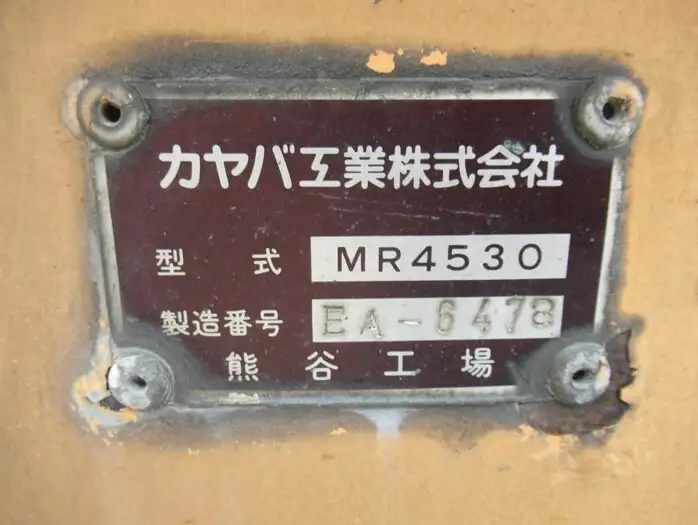 カヤバ工業株式会社
型式 MR4530
製造番号 EA-6478
熊谷工場